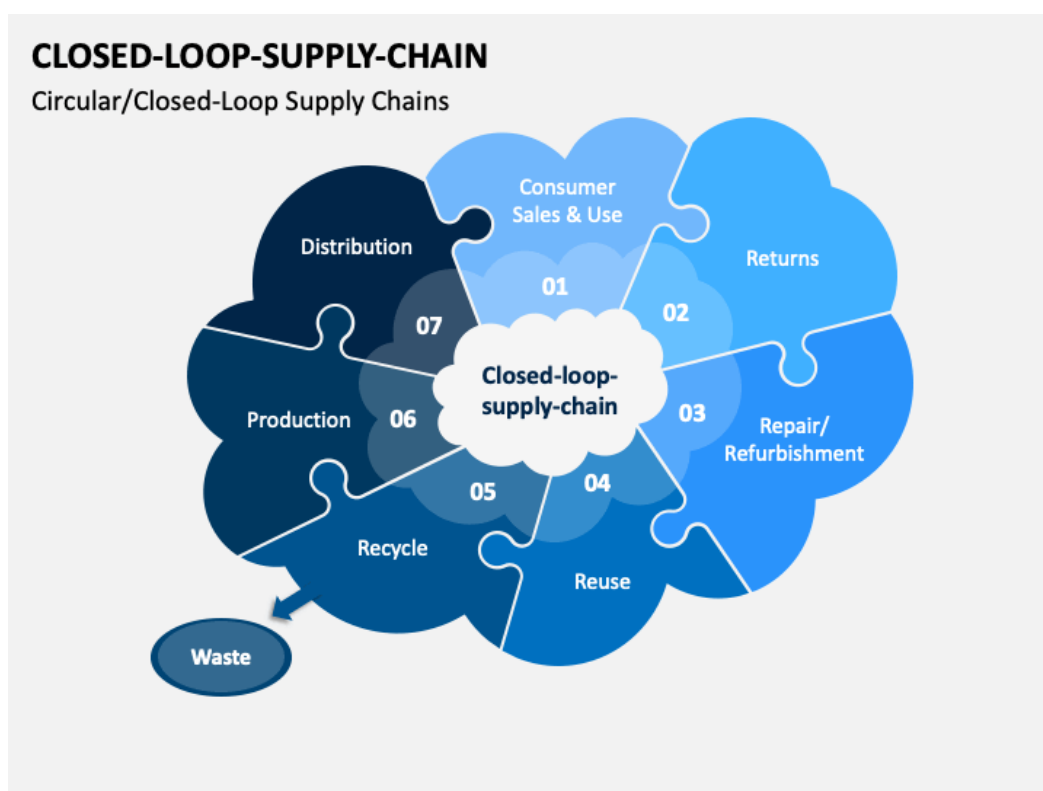 CLOSED-LOOP-SUPPLY-CHAIN
Circular/Closed-Loop Supply Chains
Consumer
Sales & Use
01
Returns
02
Repair/
Refurbishment
03
Reuse
04
Recycle
05
Production
06
Distribution
07
Closed-loop-
supply-chain
Waste